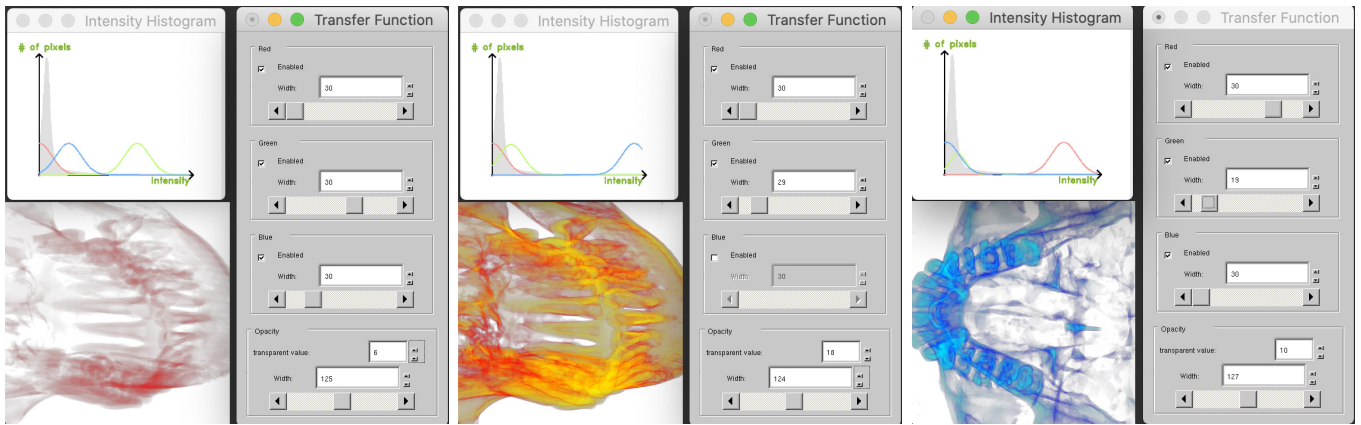 Intensity Histogram
# of pixels
Intensity
Transfer Function
Red
Enabled
Width: 30
Green
Enabled
Width: 30
Blue
Enabled
Width: 30
Opacity
transparent value: 6
Width: 125
Intensity Histogram
# of pixels
Intensity
Transfer Function
Red
Enabled
Width: 30
Green
Enabled
Width: 29
Blue
Enabled
Width: 30
Opacity
transparent value: 18
Width: 124
Intensity Histogram
# of pixels
Intensity
Transfer Function
Red
Enabled
Width: 30
Green
Enabled
Width: 19
Blue
Enabled
Width: 30
Opacity
transparent value: 10
Width: 127